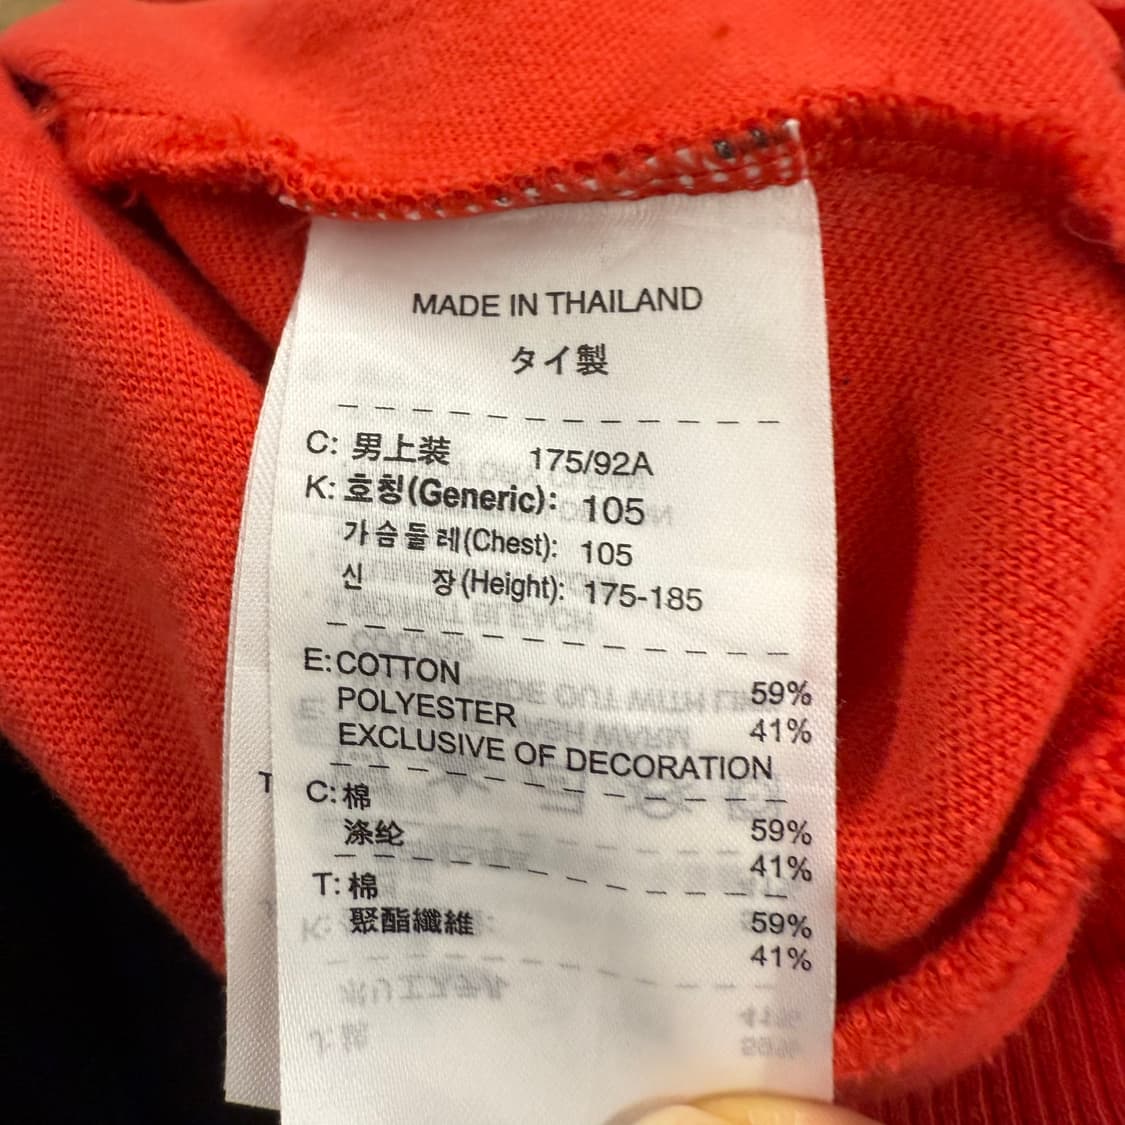 MADE IN THAILAND
タイ製
C: 男上装 175/92A
K: 호칭(Generic): 105
가슴둘레(Chest): 105
신 장(Height): 175-185
E: COTTON 59%
POLYESTER 41%
EXCLUSIVE OF DECORATION
C: 棉 59%
涤纶 41%
T: 棉 59%
聚酯纖維 41%